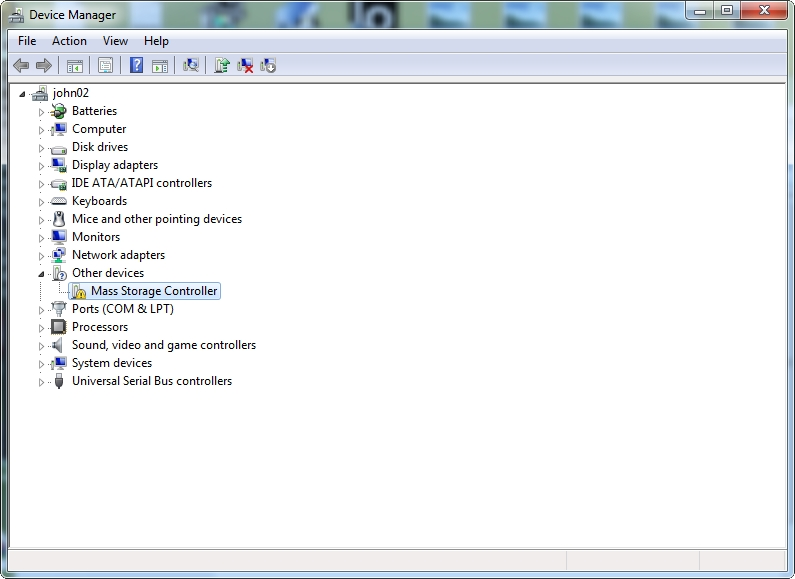 Device Manager
File Action View Help
john02
Batteries
Computer
Disk drives
Display adapters
IDE ATA/ATAPI controllers
Keyboards
Mice and other pointing devices
Monitors
Network adapters
Other devices
Mass Storage Controller
Ports (COM & LPT)
Processors
Sound, video and game controllers
System devices
Universal Serial Bus controllers